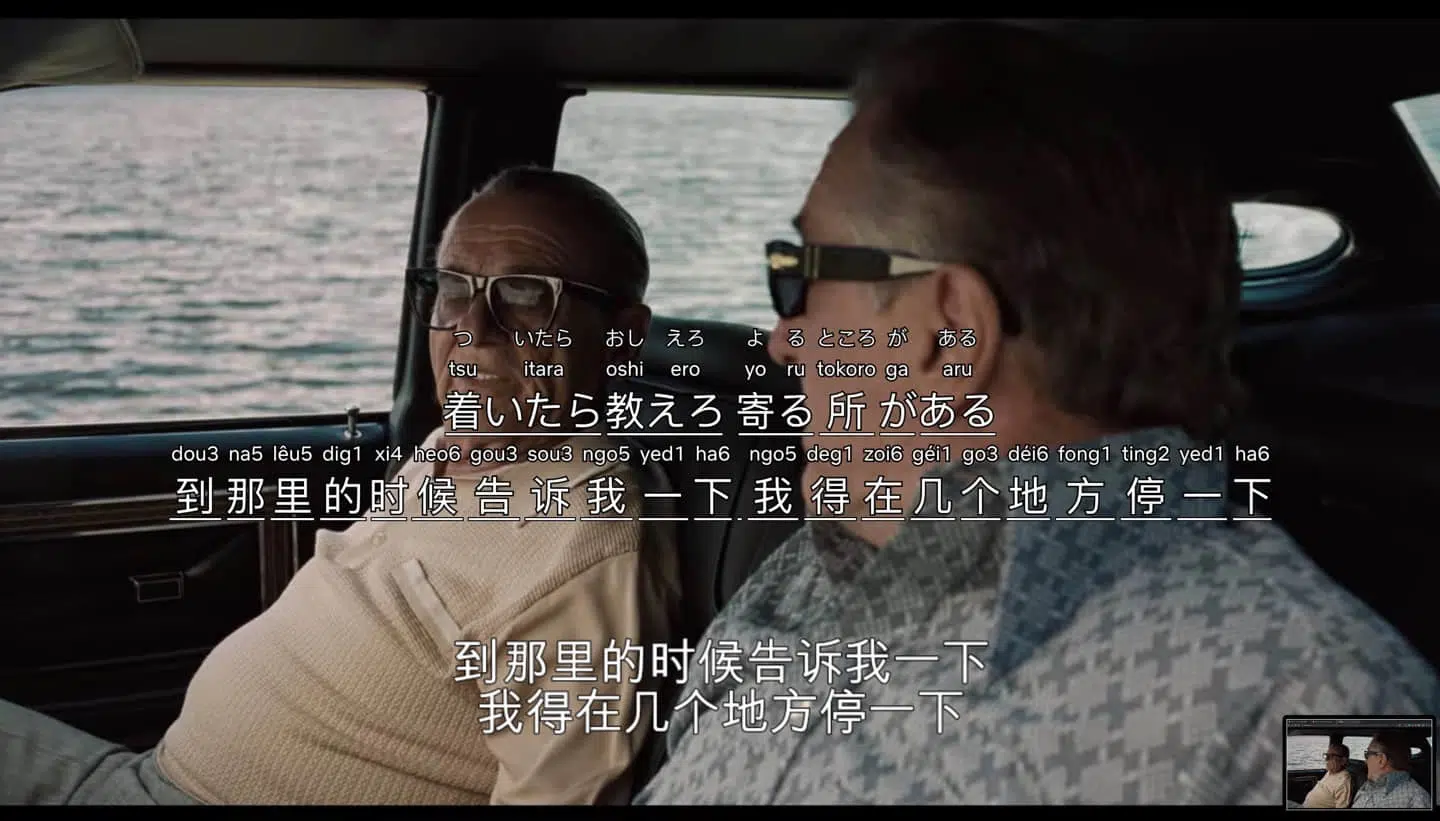 つ いたら おし えろ よ る ところ が ある
tsu itara oshi ero yo ru tokoro ga aru
着いたら教えろ 寄る所がある
dou3 na5 lêu5 dig1 xi4 heo6 gou3 sou3 ngo5 yed1 ha6 ngo5 deg1 zoi6 géi1 go3 déi6 fong1 ting2 yed1 ha6
到那里的时候告诉我一下 我得在几个地方停一下
到那里的时候告诉我一下
我得在几个地方停一下